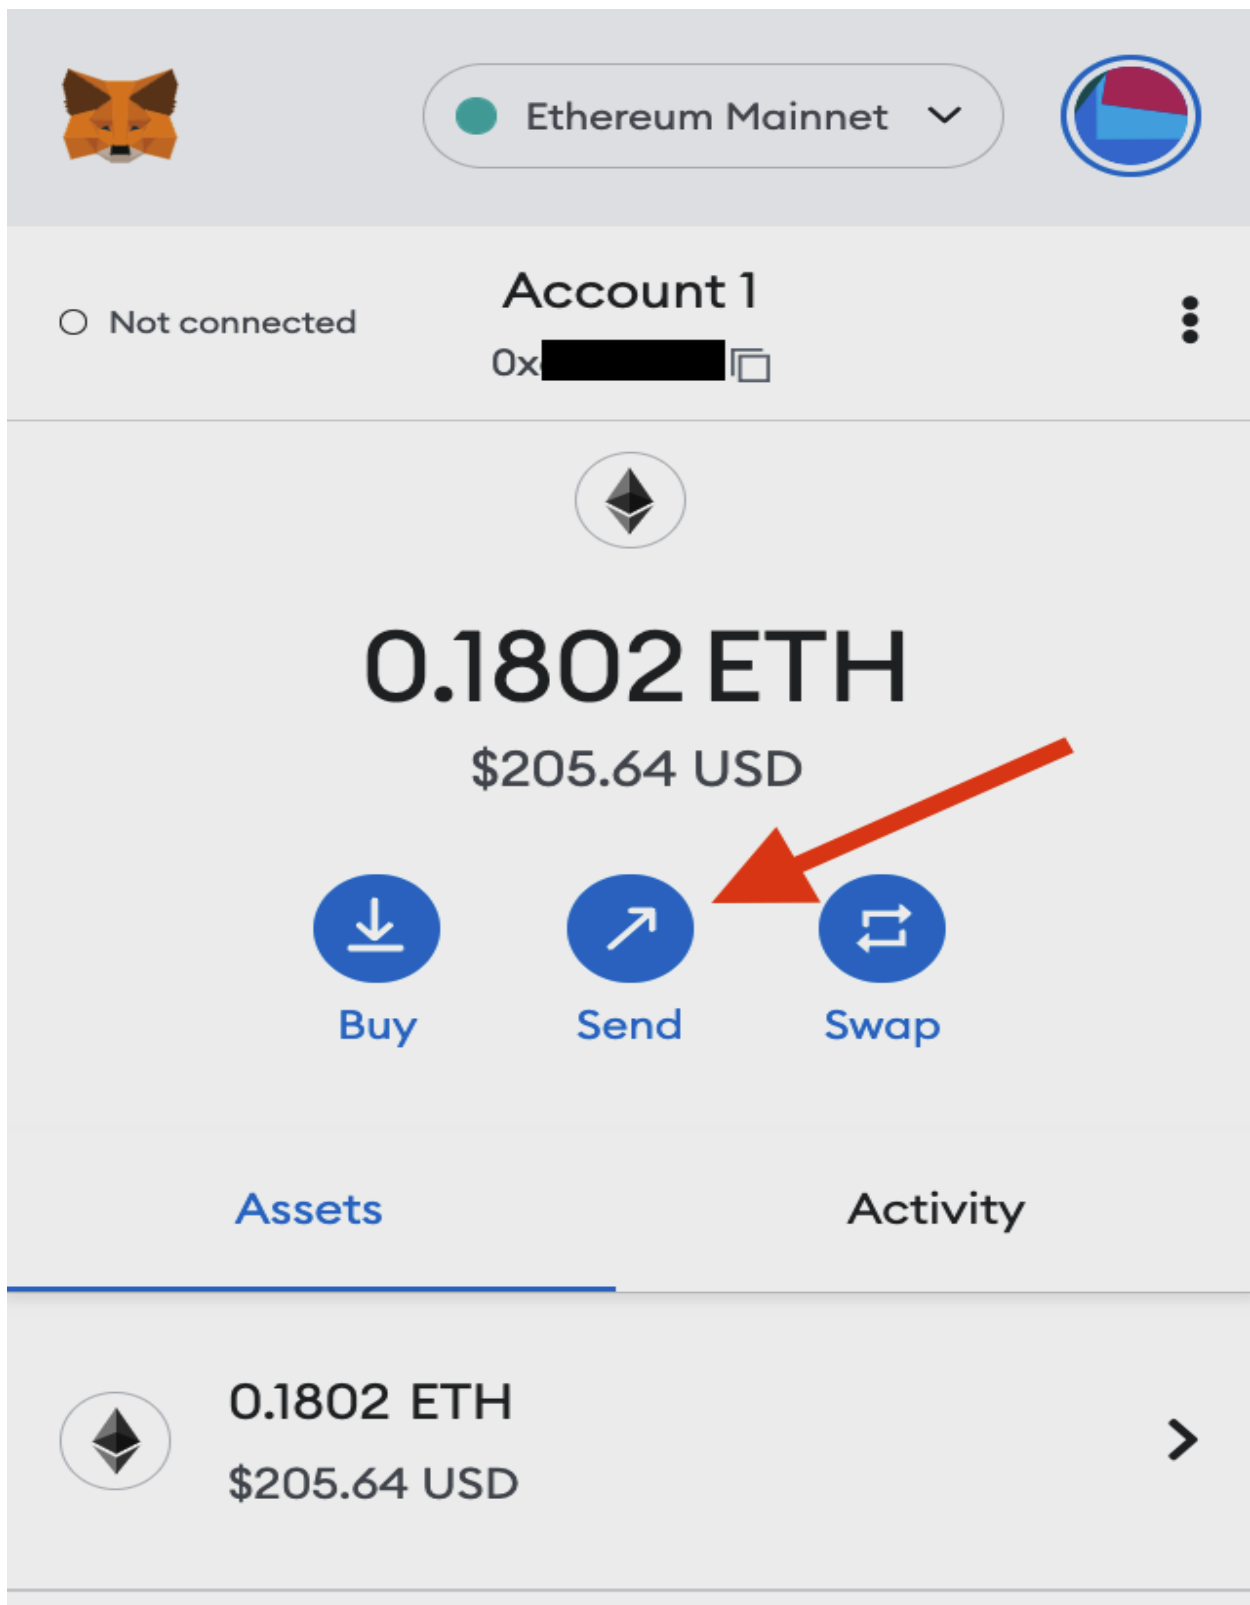 Ethereum Mainnet
Account 1
Not connected
0x
0.1802 ETH
$205.64 USD
Buy
Send
Swap
Assets
Activity
0.1802 ETH
$205.64 USD